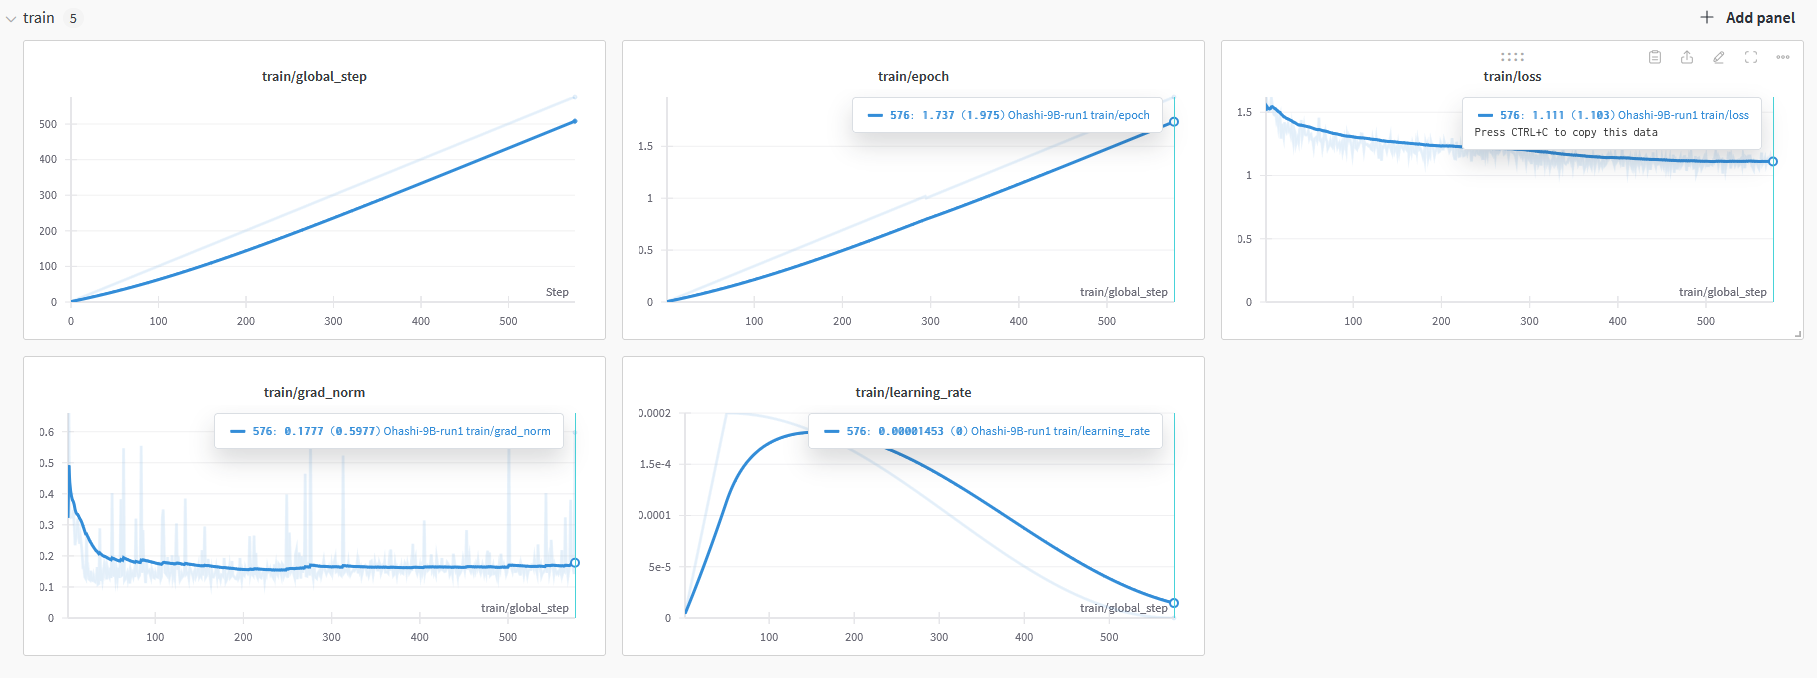 train 5
Add panel
train/global_step
500
400
300
200
100
0
Step
0 100 200 300 400 500
train/epoch
576: 1.737 (1.975) Ohashi-9B-run1 train/epoch
1.5
1
0.5
0
train/global_step
100 200 300 400 500
train/loss
576: 1.111 (1.103) Ohashi-9B-run1 train/loss
Press CTRL+C to copy this data
1.5
1
0.5
0
train/global_step
100 200 300 400 500
train/grad_norm
576: 0.1777 (0.5977) Ohashi-9B-run1 train/grad_norm
0.6
0.5
0.4
0.3
0.2
0.1
0
train/global_step
100 200 300 400 500
train/learning_rate
576: 0.00001453 (0) Ohashi-9B-run1 train/learning_rate
0.0002
1.5e-4
0.0001
5e-5
0
train/global_step
100 200 300 400 500